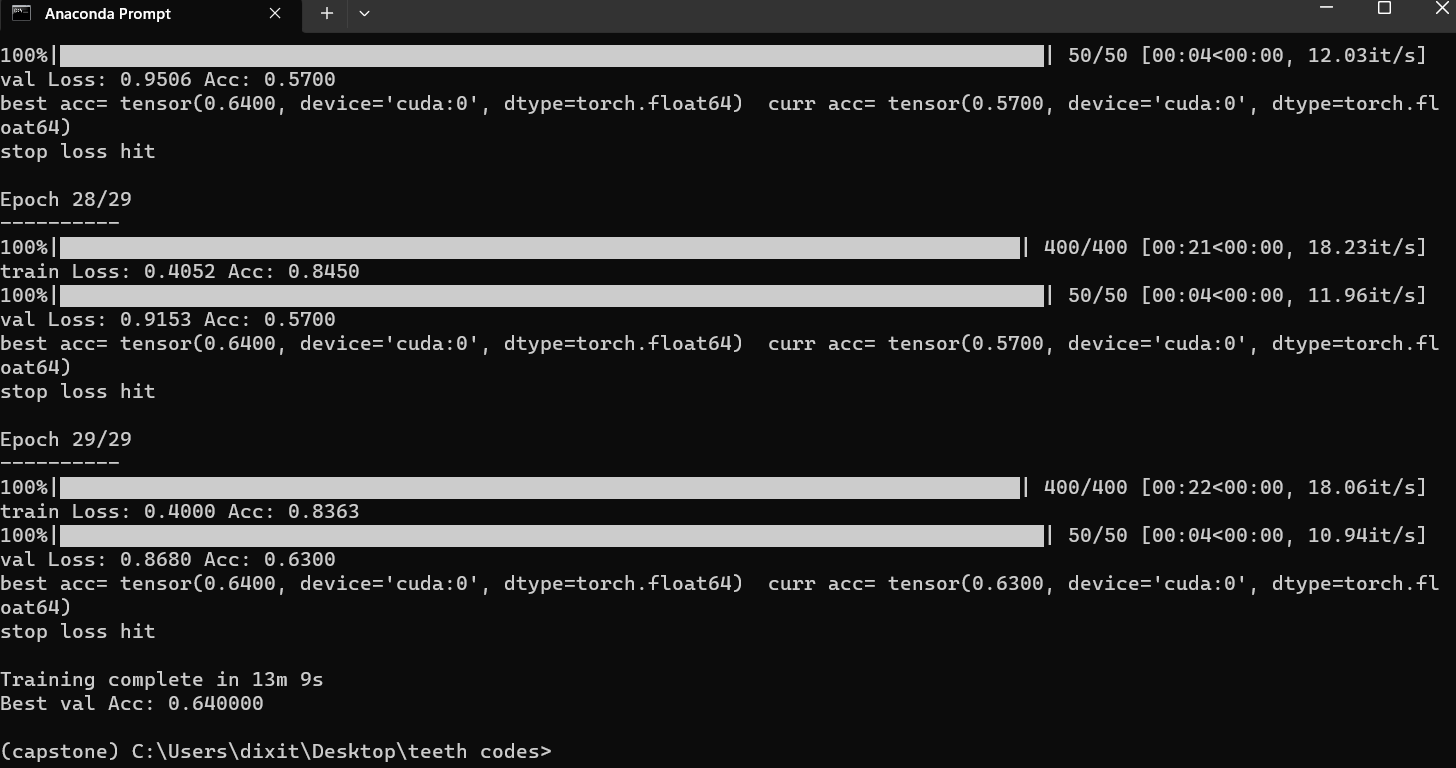 Anaconda Prompt
100%| | 50/50 [00:04<00:00, 12.03it/s]
val Loss: 0.9506 Acc: 0.5700
best acc= tensor(0.6400, device='cuda:0', dtype=torch.float64)  curr acc= tensor(0.5700, device='cuda:0', dtype=torch.fl
oat64)
stop loss hit
Epoch 28/29
----------
100%| | 400/400 [00:21<00:00, 18.23it/s]
train Loss: 0.4052 Acc: 0.8450
100%| | 50/50 [00:04<00:00, 11.96it/s]
val Loss: 0.9153 Acc: 0.5700
best acc= tensor(0.6400, device='cuda:0', dtype=torch.float64)  curr acc= tensor(0.5700, device='cuda:0', dtype=torch.fl
oat64)
stop loss hit
Epoch 29/29
----------
100%| | 400/400 [00:22<00:00, 18.06it/s]
train Loss: 0.4000 Acc: 0.8363
100%| | 50/50 [00:04<00:00, 10.94it/s]
val Loss: 0.8680 Acc: 0.6300
best acc= tensor(0.6400, device='cuda:0', dtype=torch.float64)  curr acc= tensor(0.6300, device='cuda:0', dtype=torch.fl
oat64)
stop loss hit
Training complete in 13m 9s
Best val Acc: 0.640000
(capstone) C:\Users\dixit\Desktop\teeth codes>